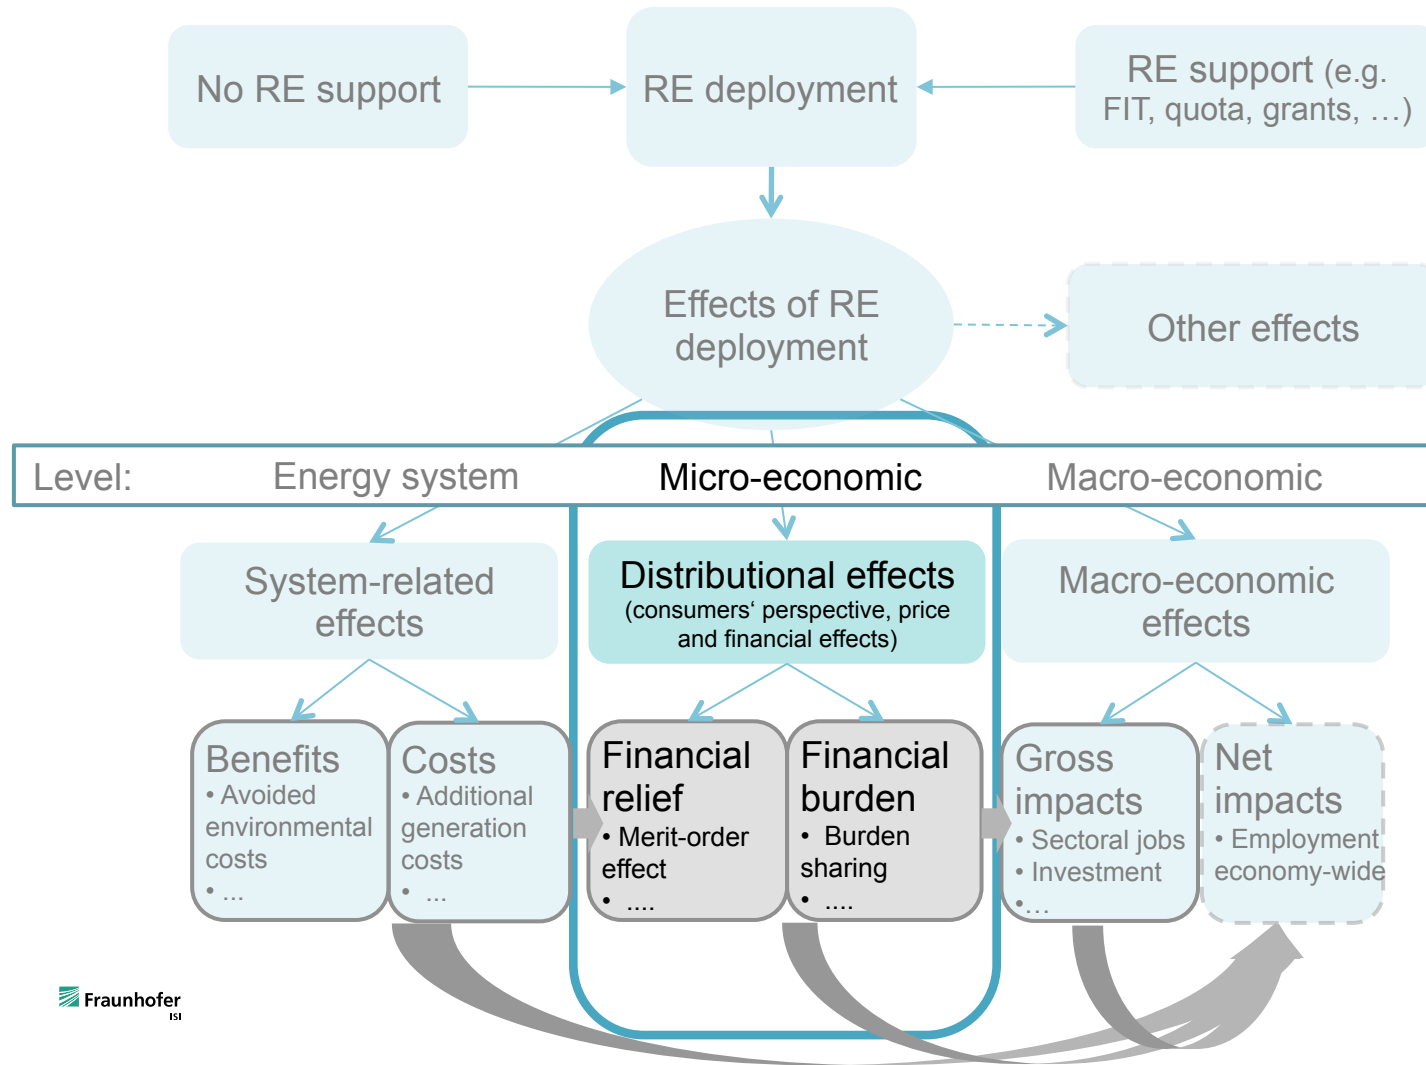 No RE support
RE deployment
RE support (e.g.
FIT, quota, grants, …)
Effects of RE
deployment
Other effects
Level:
Energy system
Micro-economic
Macro-economic
System-related
effects
Distributional effects
(consumers‘ perspective, price
and financial effects)
Macro-economic
effects
Benefits
• Avoided
environmental
costs
• ...
Costs
• Additional
generation
costs
• ...
Financial
relief
• Merit-order
effect
• ....
Financial
burden
• Burden
sharing
• ....
Gross
impacts
• Sectoral jobs
• Investment
•…
Net
impacts
• Employment
economy-wide
Fraunhofer
ISI